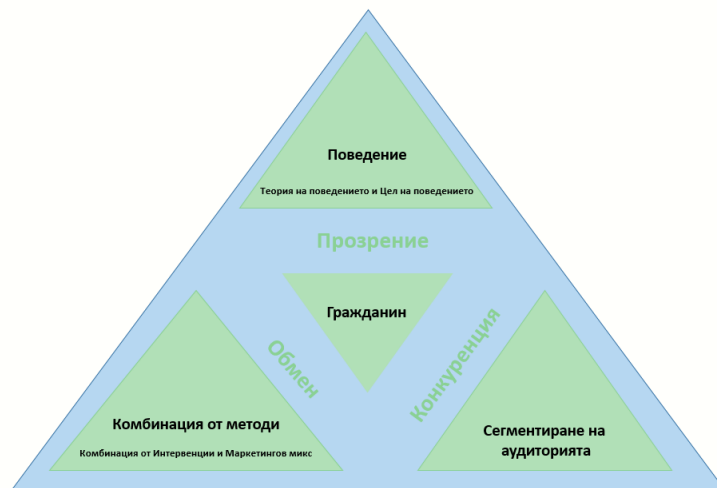 Поведение
Теория на поведението и Цел на поведението
Прозрение
Гражданин
Обмен
Конкуренция
Комбинация от методи
Комбинация от Интервенции и Маркетингов микс
Сегментиране на
аудиторията